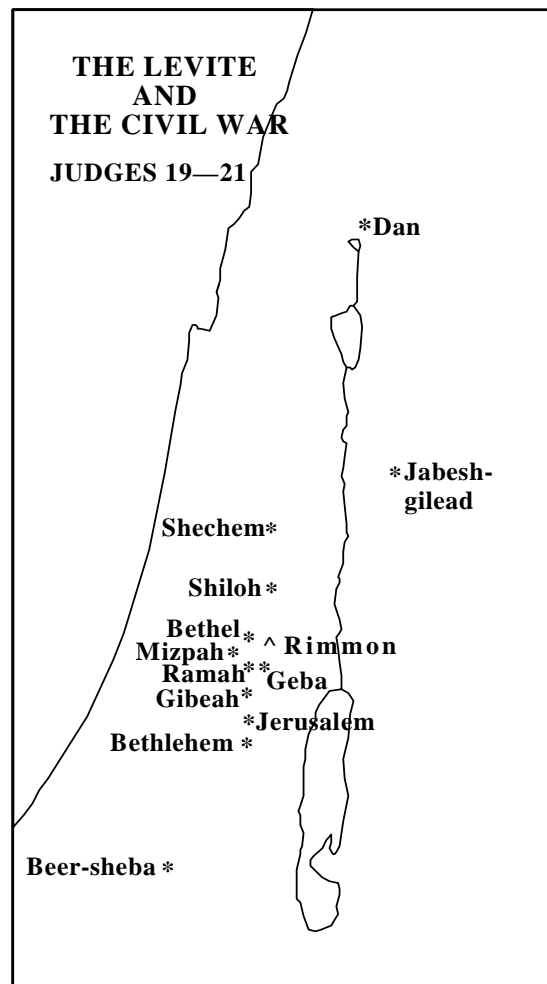 THE LEVITE
AND
THE CIVIL WAR
JUDGES 19—21
*Dan
*Jabesh-
gilead
Shechem*
Shiloh*
Bethel*
^ Rimmon
Mizpah*
Ramah**
Geba
Gibeah*
*Jerusalem
Bethlehem*
Beer-sheba*